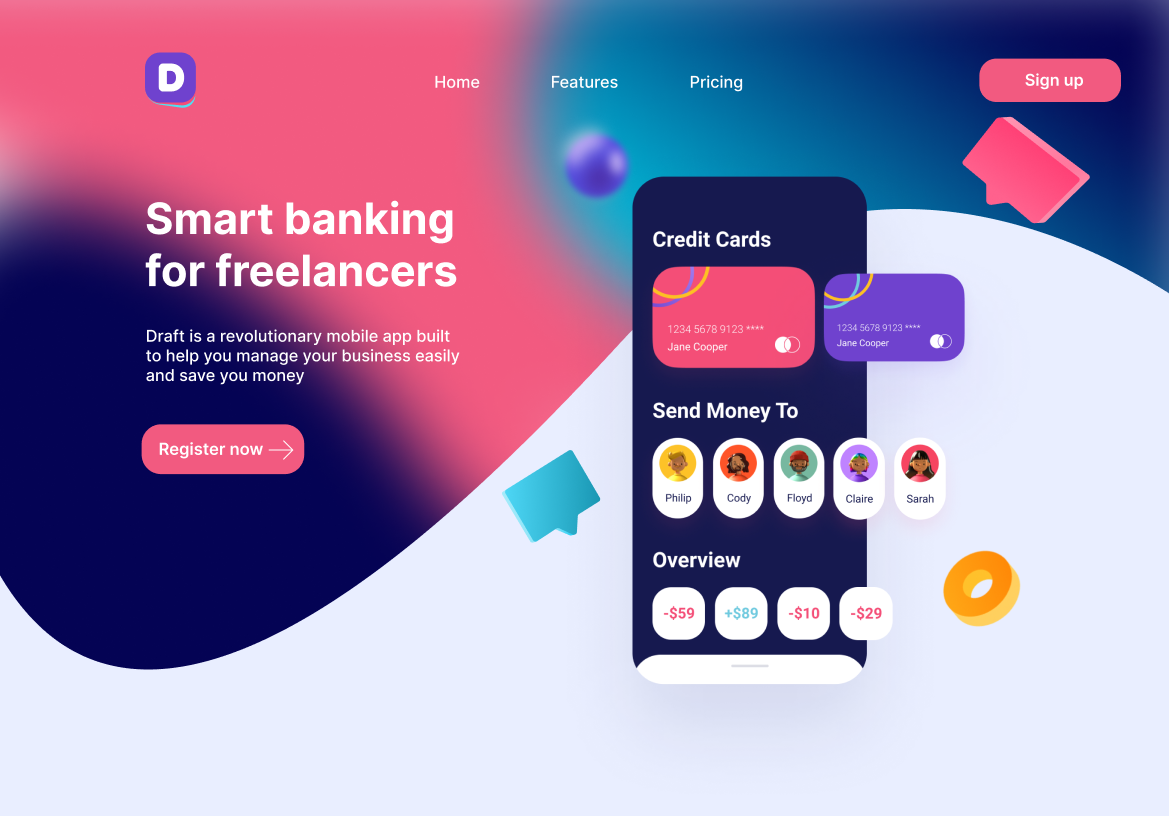 D
Home
Features
Pricing
Sign up
Smart banking
for freelancers
Draft is a revolutionary mobile app built
to help you manage your business easily
and save you money
Register now
Credit Cards
1234 5678 9123 ****
Jane Cooper
1234 5678 9123 ****
Jane Cooper
Send Money To
Philip
Cody
Floyd
Claire
Sarah
Overview
-$59
+$89
-$10
-$29